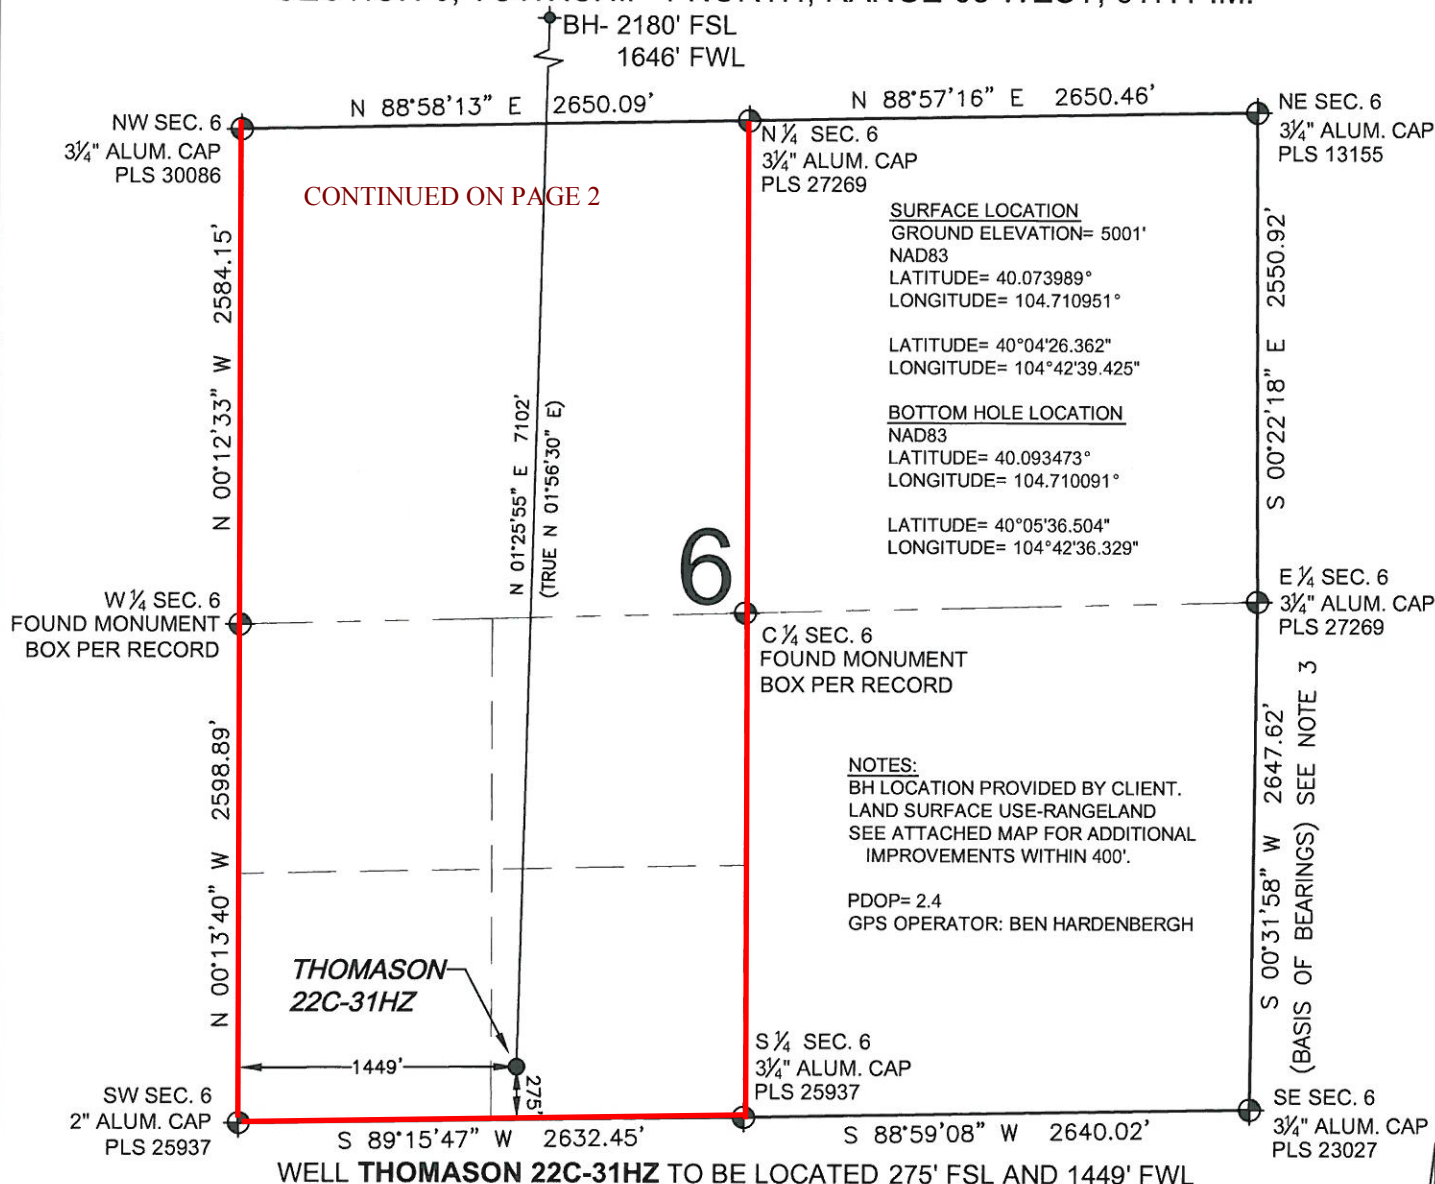 BH- 2180' FSL
1646' FWL
N 88°58'13" E 2650.09'
N 88°57'16" E 2650.46'
NW SEC. 6
3¼" ALUM. CAP
PLS 30086
N ¼ SEC. 6
3¼" ALUM. CAP
PLS 27269
NE SEC. 6
3¼" ALUM. CAP
PLS 13155
CONTINUED ON PAGE 2
SURFACE LOCATION
GROUND ELEVATION= 5001'
NAD83
LATITUDE= 40.073989°
LONGITUDE= 104.710951°
LATITUDE= 40°04'26.362"
LONGITUDE= 104°42'39.425"
BOTTOM HOLE LOCATION
NAD83
LATITUDE= 40.093473°
LONGITUDE= 104.710091°
LATITUDE= 40°05'36.504"
LONGITUDE= 104°42'36.329"
N 00°12'33" W 2584.15'
N 01°25'55" E 7102'
(TRUE N 01°56'30" E)
S 00°22'18" E 2550.92'
6
W ¼ SEC. 6
FOUND MONUMENT
BOX PER RECORD
C ¼ SEC. 6
FOUND MONUMENT
BOX PER RECORD
E ¼ SEC. 6
3¼" ALUM. CAP
PLS 27269
N 00°13'40" W 2598.89'
S 00°31'58" W 2647.62'
(BASIS OF BEARINGS) SEE NOTE 3
NOTES:
BH LOCATION PROVIDED BY CLIENT.
LAND SURFACE USE-RANGELAND
SEE ATTACHED MAP FOR ADDITIONAL
IMPROVEMENTS WITHIN 400'.
PDOP= 2.4
GPS OPERATOR: BEN HARDENBERGH
THOMASON
22C-31HZ
1449'
275'
SW SEC. 6
2" ALUM. CAP
PLS 25937
S ¼ SEC. 6
3¼" ALUM. CAP
PLS 25937
SE SEC. 6
3¼" ALUM. CAP
PLS 23027
S 89°15'47" W 2632.45'
S 88°59'08" W 2640.02'
WELL THOMASON 22C-31HZ TO BE LOCATED 275' FSL AND 1449' FWL